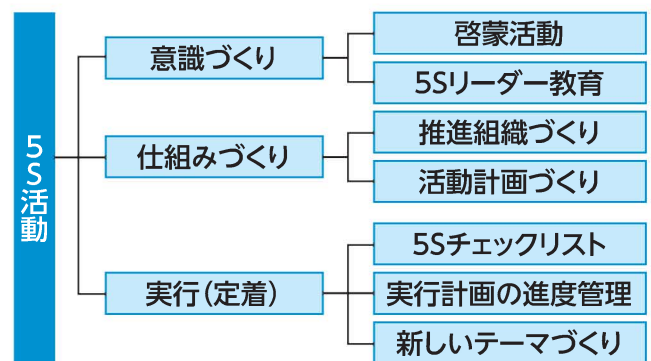 5S活動
意識づくり
啓蒙活動
5Sリーダー教育
仕組みづくり
推進組織づくり
活動計画づくり
実行(定着)
5Sチェックリスト
実行計画の進度管理
新しいテーマづくり